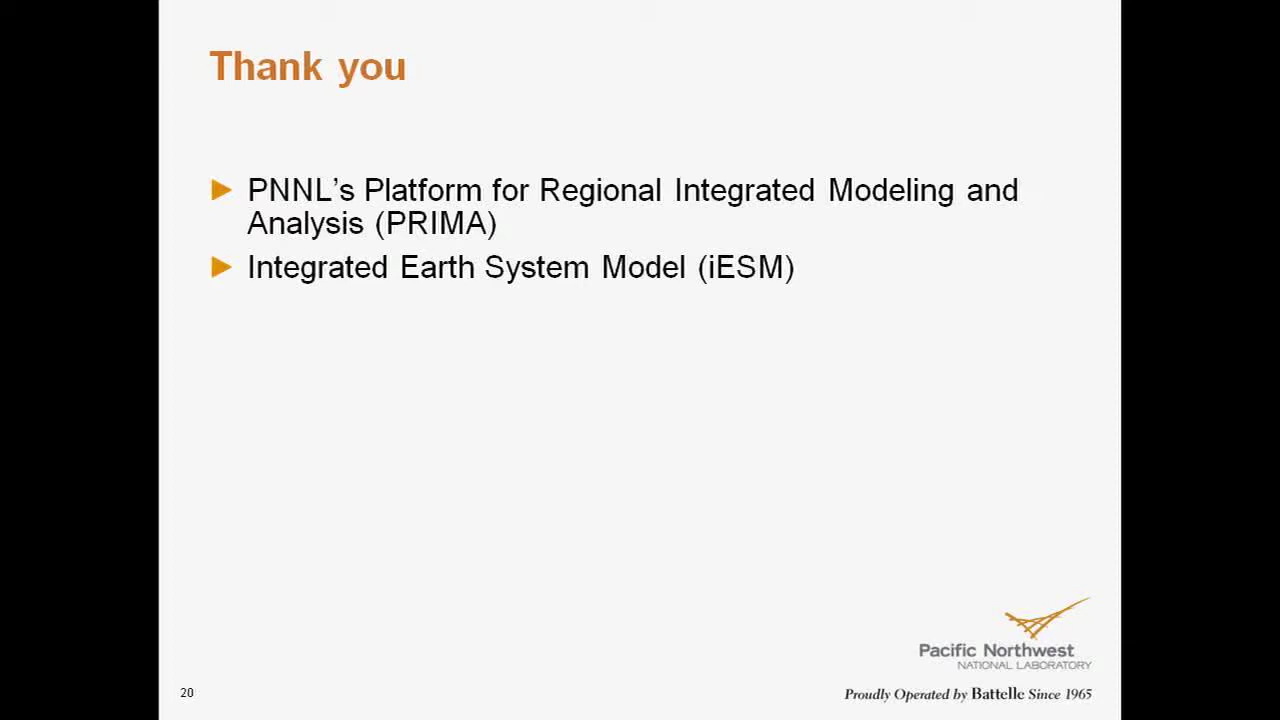 Thank you
► PNNL’s Platform for Regional Integrated Modeling and
Analysis (PRIMA)
► Integrated Earth System Model (iESM)
Pacific Northwest
NATIONAL LABORATORY
20
Proudly Operated by Battelle Since 1965